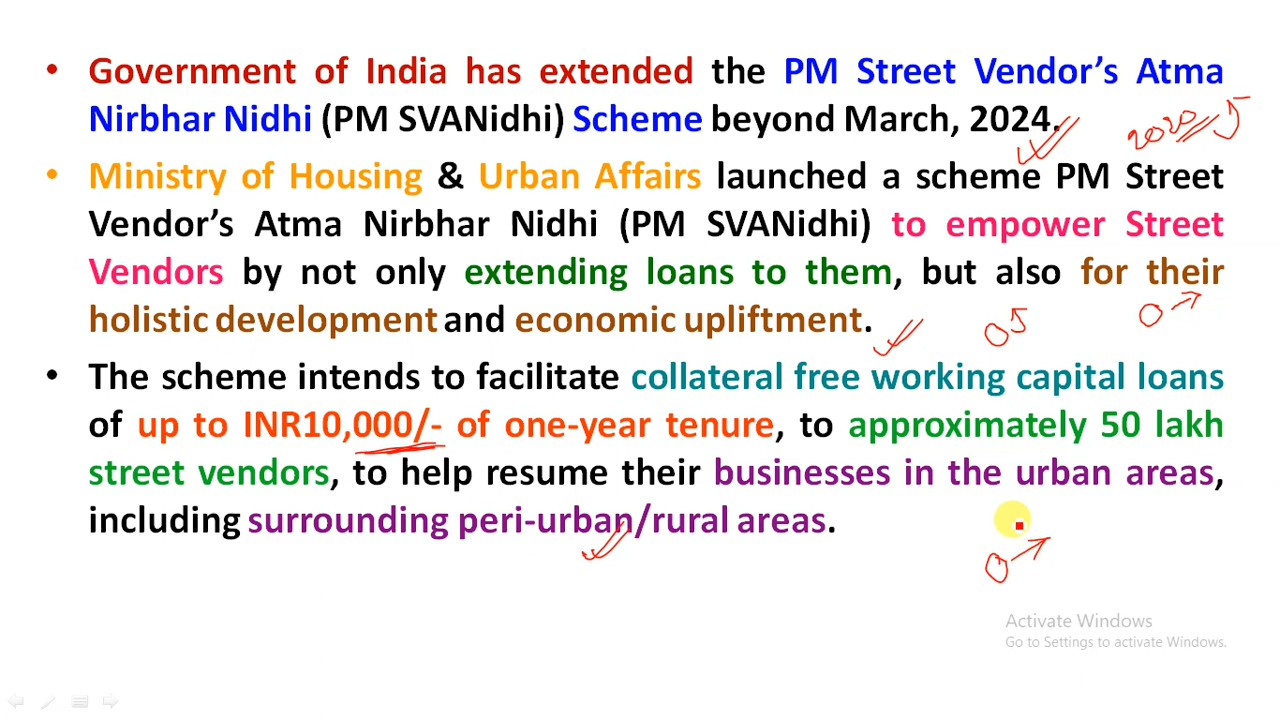 • Government of India has extended the PM Street Vendor's Atma
Nirbhar Nidhi (PM SVANidhi) Scheme beyond March, 2024.
2020
• Ministry of Housing & Urban Affairs launched a scheme PM Street
Vendor's Atma Nirbhar Nidhi (PM SVANidhi) to empower Street
Vendors by not only extending loans to them, but also for their
holistic development and economic upliftment.
• The scheme intends to facilitate collateral free working capital loans
of up to INR10,000/- of one-year tenure, to approximately 50 lakh
street vendors, to help resume their businesses in the urban areas,
including surrounding peri-urban/rural areas.
Activate Windows
Go to Settings to activate Windows.